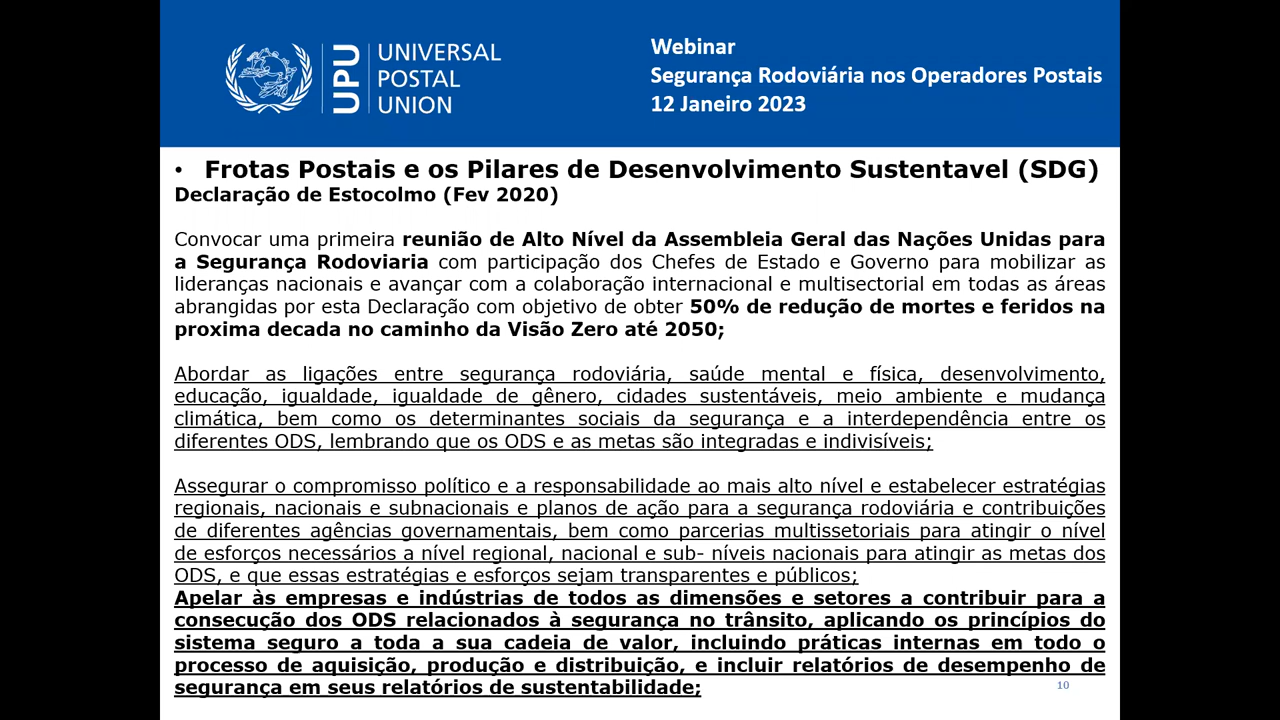 UPU
UNIVERSAL
POSTAL
UNION
Webinar
Segurança Rodoviária nos Operadores Postais
12 Janeiro 2023
• Frotas Postais e os Pilares de Desenvolvimento Sustentavel (SDG)
Declaração de Estocolmo (Fev 2020)
Convocar uma primeira reunião de Alto Nível da Assembleia Geral das Nações Unidas para
a Segurança Rodoviaria com participação dos Chefes de Estado e Governo para mobilizar as
lideranças nacionais e avançar com a colaboração internacional e multisectorial em todas as áreas
abrangidas por esta Declaração com objetivo de obter 50% de redução de mortes e feridos na
proxima decada no caminho da Visão Zero até 2050;
Abordar as ligações entre segurança rodoviária, saúde mental e física, desenvolvimento,
educação, igualdade, igualdade de gênero, cidades sustentáveis, meio ambiente e mudança
climática, bem como os determinantes sociais da segurança e a interdependência entre os
diferentes ODS, lembrando que os ODS e as metas são integradas e indivisíveis;
Assegurar o compromisso político e a responsabilidade ao mais alto nível e estabelecer estratégias
regionais, nacionais e subnacionais e planos de ação para a segurança rodoviária e contribuições
de diferentes agências governamentais, bem como parcerias multissetoriais para atingir o nível
de esforços necessários a nível regional, nacional e sub- níveis nacionais para atingir as metas dos
ODS, e que essas estratégias e esforços sejam transparentes e públicos;
Apelar às empresas e indústrias de todos as dimensões e setores a contribuir para a
consecução dos ODS relacionados à segurança no trânsito, aplicando os princípios do
sistema seguro a toda a sua cadeia de valor, incluindo práticas internas em todo o
processo de aquisição, produção e distribuição, e incluir relatórios de desempenho de
segurança em seus relatórios de sustentabilidade;
10